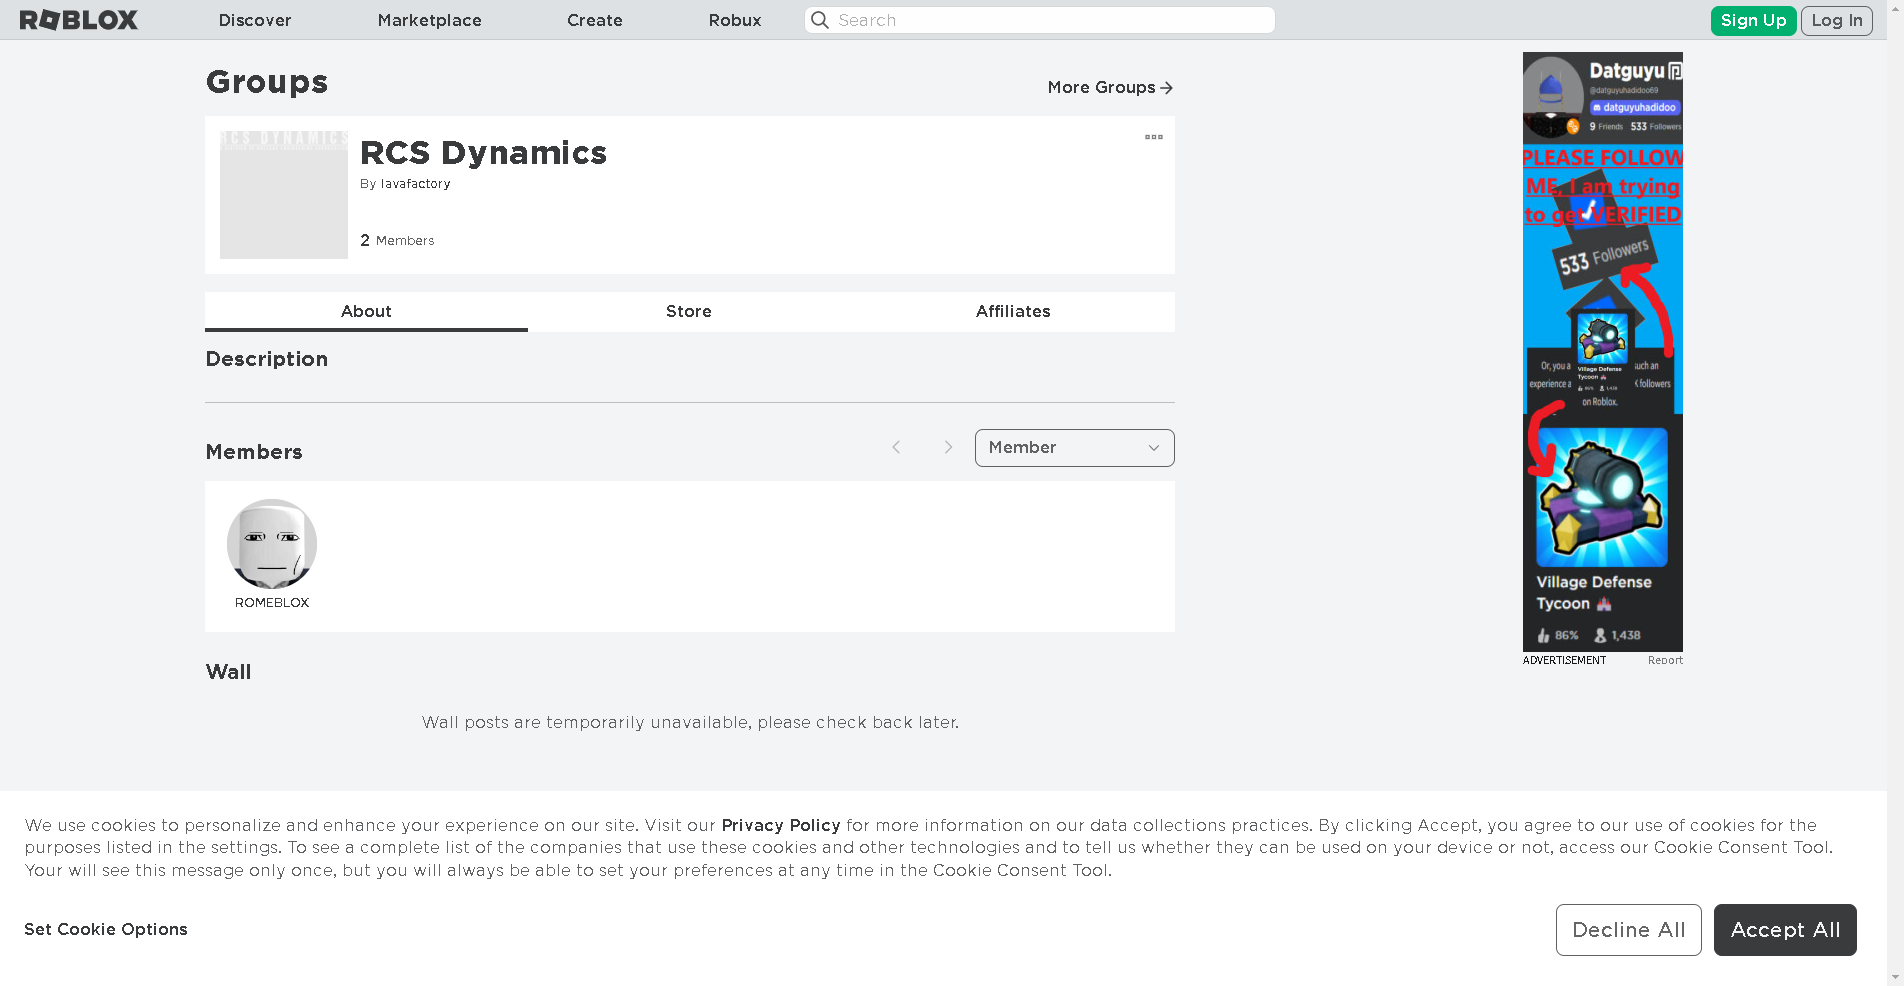 ROBLOX
Discover
Marketplace
Create
Robux
Search
Sign Up
Log In
Groups
More Groups
RCS DYNAMICS
RCS Dynamics
By lavafactory
2 Members
About
Store
Affiliates
Description
Members
Member
ROMEBLOX
Wall
Wall posts are temporarily unavailable, please check back later.
Datguyu
@datguyuhadidoo69
datguyuhadidoo
9 Friends 533 Followers
PLEASE FOLLOW
ME, I am trying
to get VERIFIED
533 Followers
Village Defense
Tycoon
86% 1,438
Or, you a
such an
experience a
K followers
on Roblox.
Village Defense
Tycoon
86% 1,438
ADVERTISEMENT
Report
We use cookies to personalize and enhance your experience on our site. Visit our Privacy Policy for more information on our data collections practices. By clicking Accept, you agree to our use of cookies for the
purposes listed in the settings. To see a complete list of the companies that use these cookies and other technologies and to tell us whether they can be used on your device or not, access our Cookie Consent Tool.
Your will see this message only once, but you will always be able to set your preferences at any time in the Cookie Consent Tool.
Set Cookie Options
Decline All
Accept All